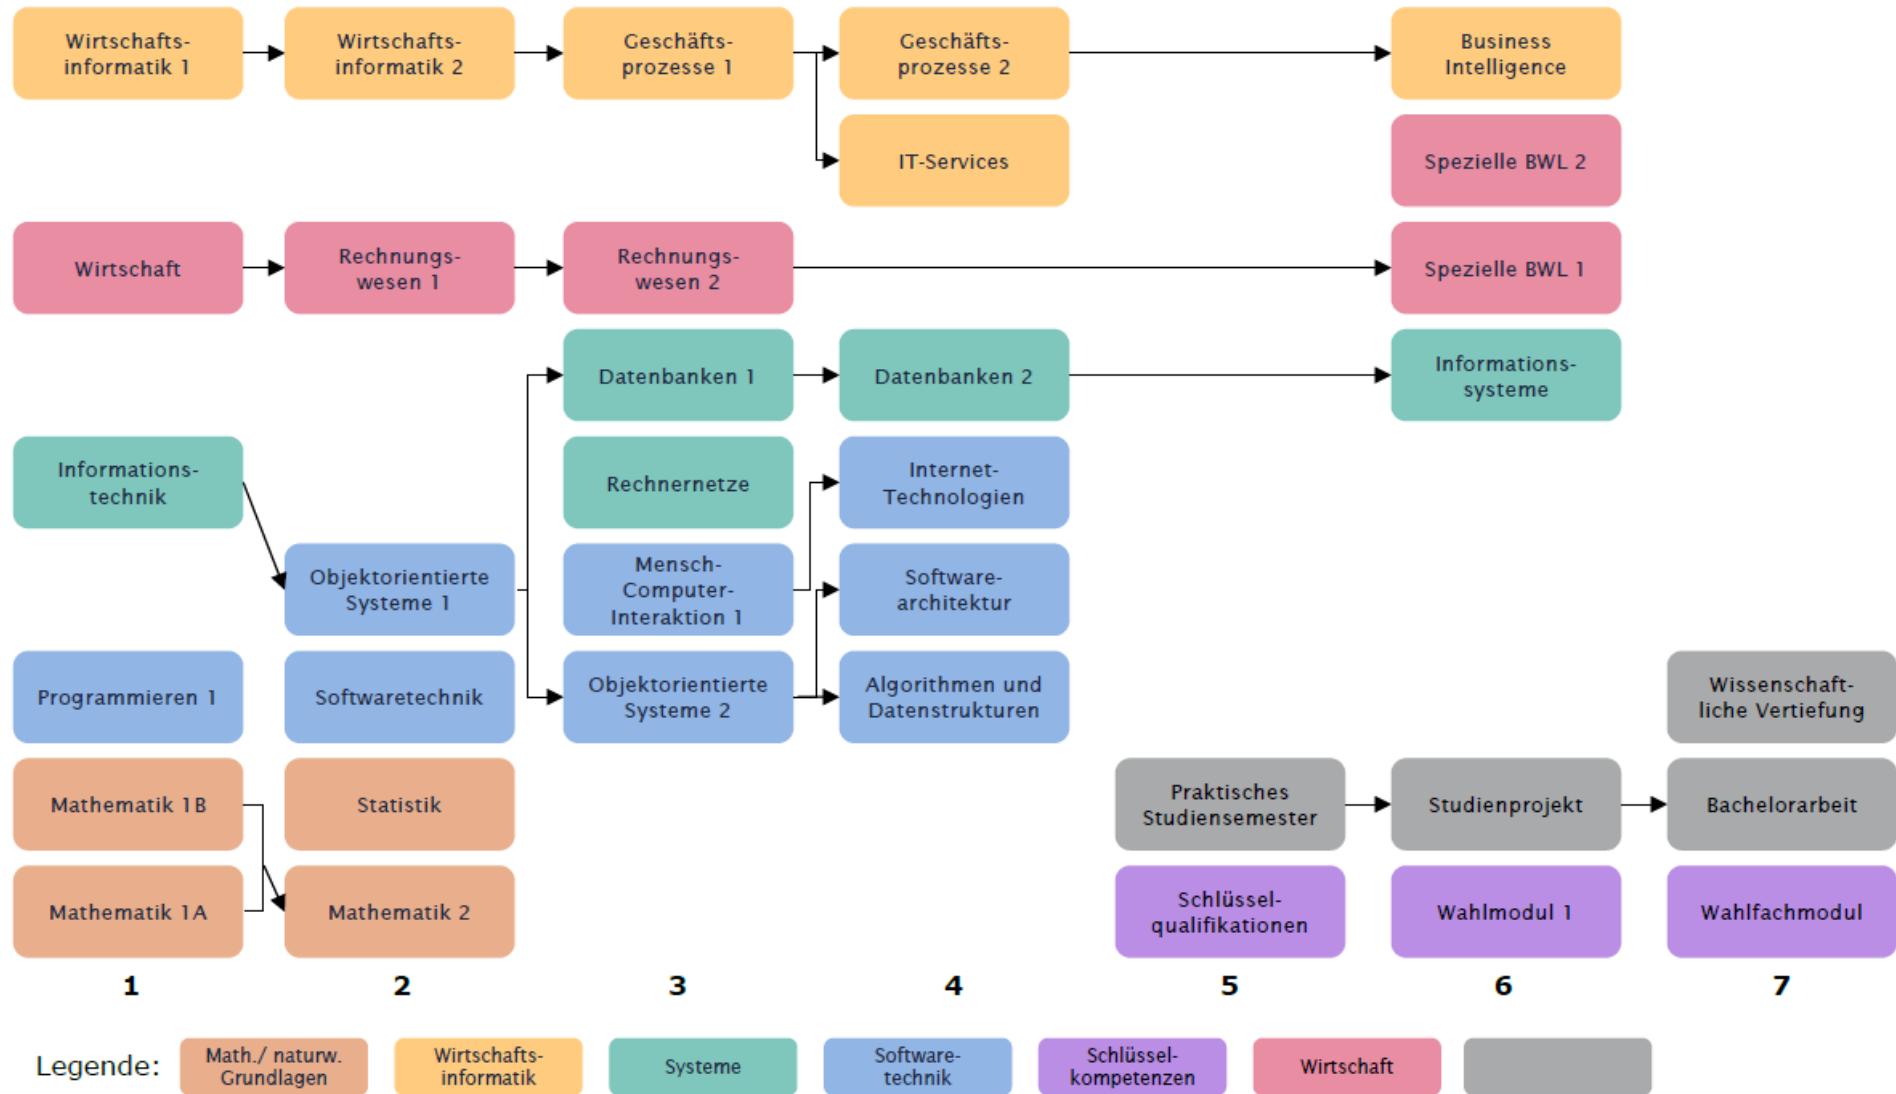 Wirtschafts-
informatik 1
Wirtschafts-
informatik 2
Geschäfts-
prozesse 1
Geschäfts-
prozesse 2
Business
Intelligence
IT-Services
Spezielle BWL 2
Wirtschaft
Rechnungs-
wesen 1
Rechnungs-
wesen 2
Spezielle BWL 1
Datenbanken 1
Datenbanken 2
Informations-
systeme
Informations-
technik
Rechnernetze
Internet-
Technologien
Objektorientierte
Systeme 1
Mensch-
Computer-
Interaktion 1
Software-
architektur
Programmieren 1
Softwaretechnik
Objektorientierte
Systeme 2
Algorithmen und
Datenstrukturen
Wissenschaft-
liche Vertiefung
Mathematik 1B
Statistik
Praktisches
Studiensemester
Studienprojekt
Bachelorarbeit
Mathematik 1A
Mathematik 2
Schlüssel-
qualifikationen
Wahlmodul 1
Wahlfachmodul
1
2
3
4
5
6
7
Legende:
Math./ naturw.
Grundlagen
Wirtschafts-
informatik
Systeme
Software-
technik
Schlüssel-
kompetenzen
Wirtschaft